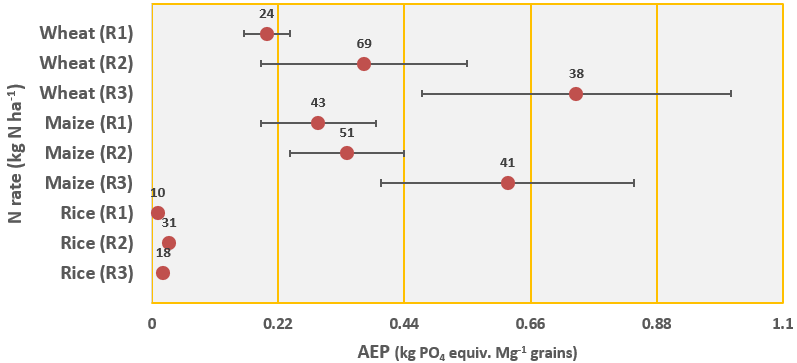 24
Wheat (R1)
69
Wheat (R2)
38
Wheat (R3)
43
Maize (R1)
51
Maize (R2)
41
Maize (R3)
10
Rice (R1)
31
Rice (R2)
18
Rice (R3)
N rate (kg N ha⁻¹)
0 0.22 0.44 0.66 0.88 1.1
AEP (kg PO₄ equiv. Mg⁻¹ grains)